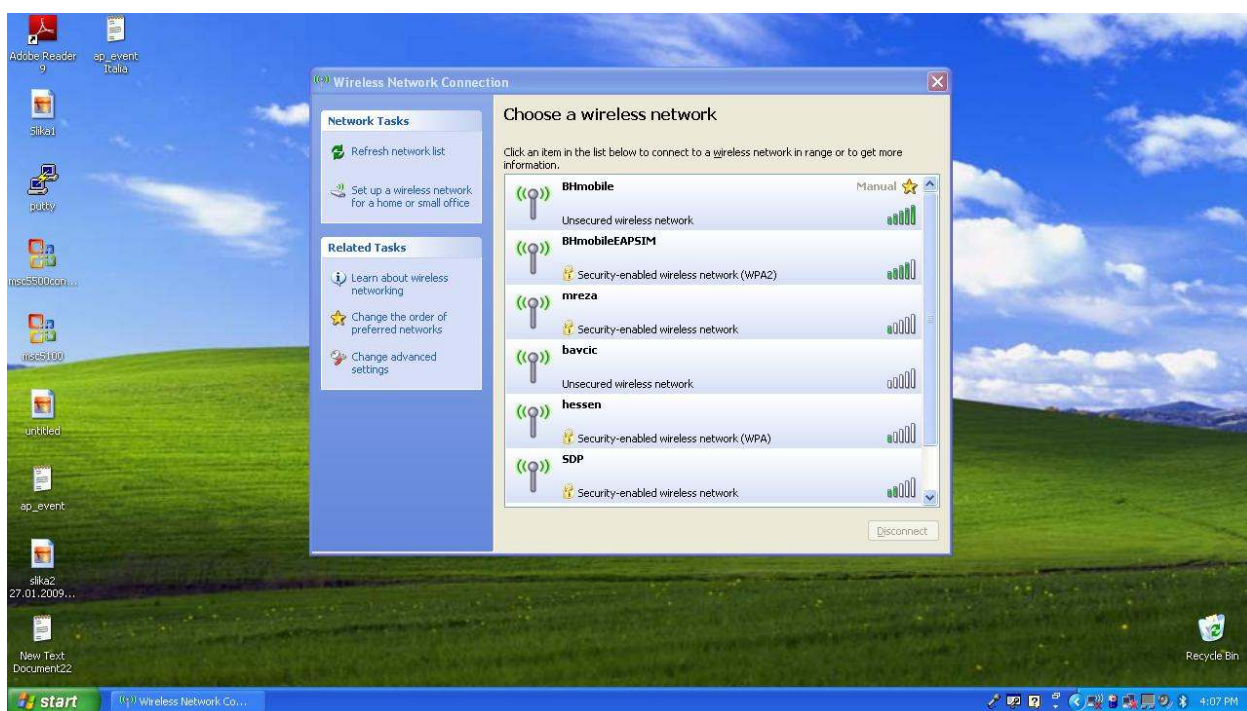 Adobe Reader
9
ap_event
Italia
Slika1
putty
msc5500con...
msc5100
untitled
ap_event
slika2
27.01.2009...
New Text
Document22
Wireless Network Connection
Network Tasks
Refresh network list
Set up a wireless network
for a home or small office
Related Tasks
Learn about wireless
networking
Change the order of
preferred networks
Change advanced
settings
Choose a wireless network
Click an item in the list below to connect to a wireless network in range or to get more
information.
BHmobile
Manual
Unsecured wireless network
BHmobileEAPSIM
Security-enabled wireless network (WPA2)
mreza
Security-enabled wireless network
bavcic
Unsecured wireless network
hessen
Security-enabled wireless network (WPA)
SDP
Security-enabled wireless network
Disconnect
Recycle Bin
start
Wireless Network Co...
4:07 PM